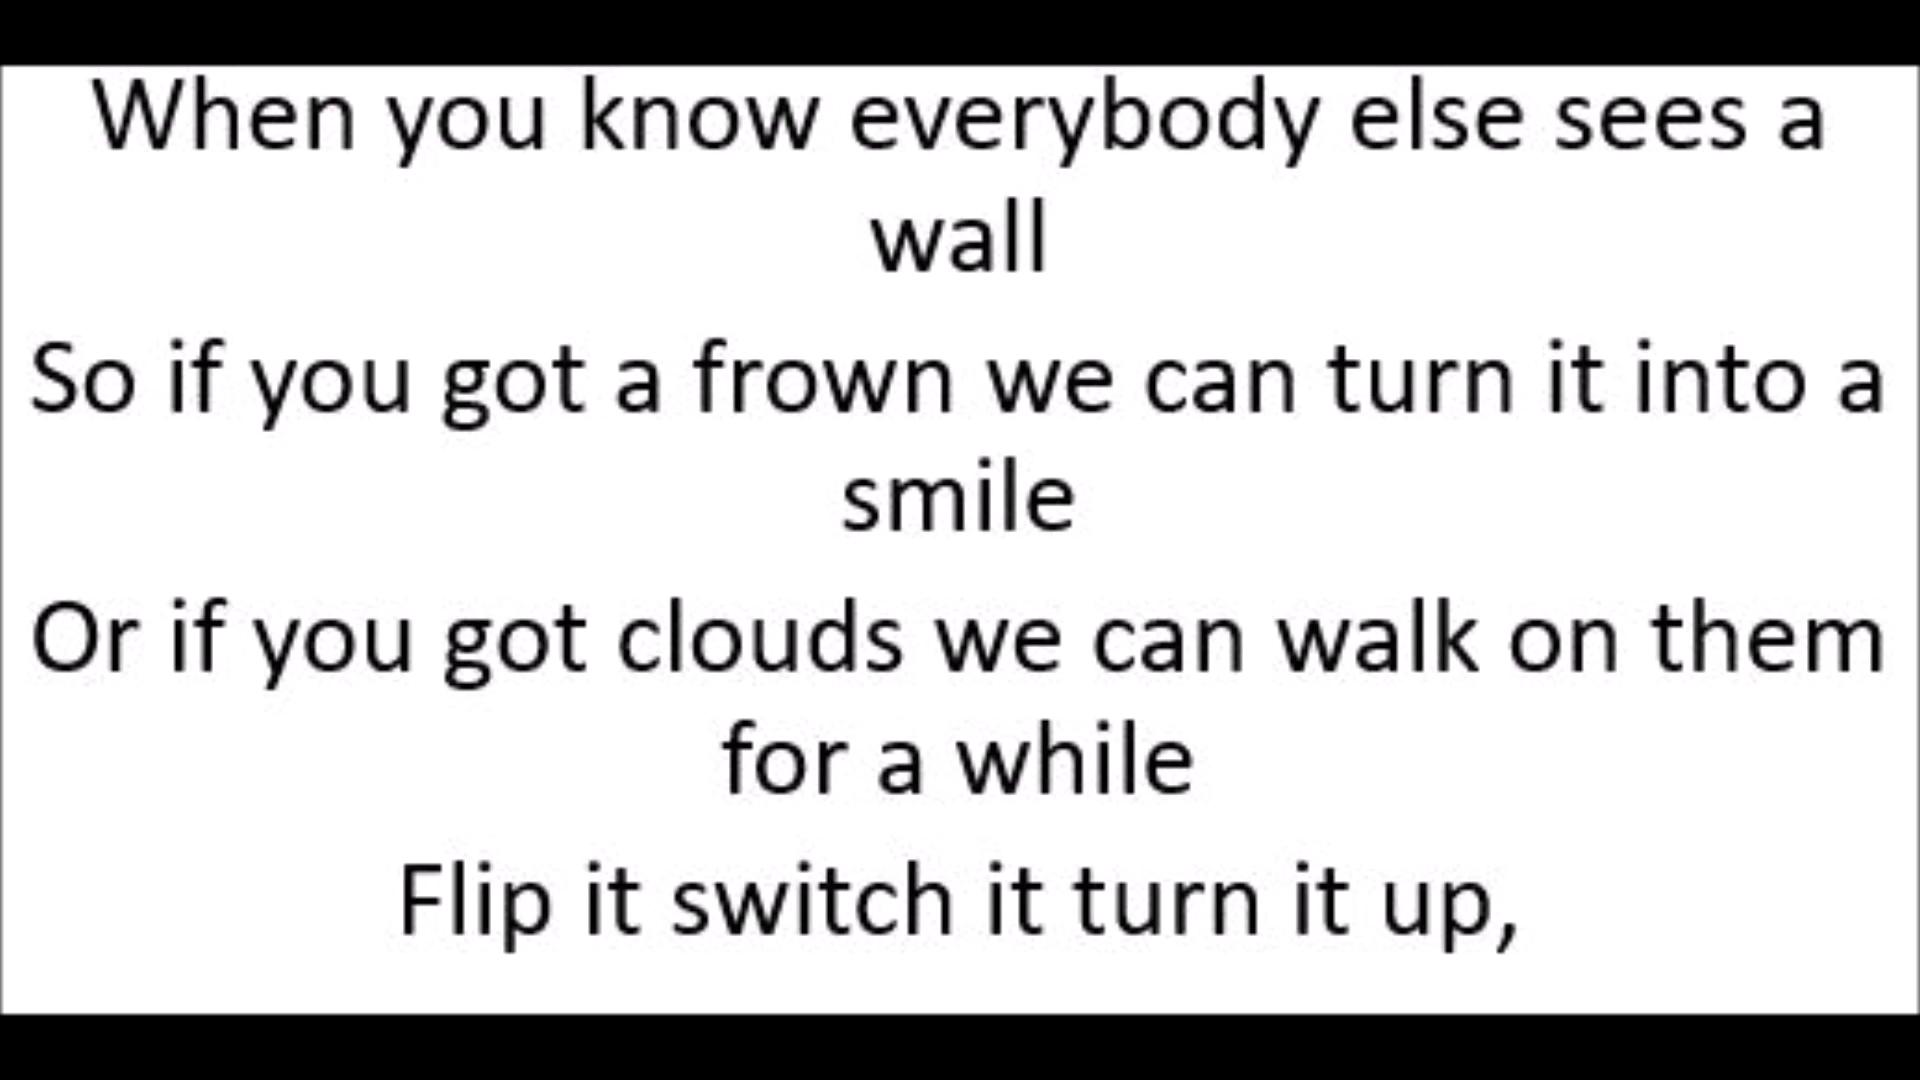 When you know everybody else sees a
wall
So if you got a frown we can turn it into a
smile
Or if you got clouds we can walk on them
for a while
Flip it switch it turn it up,